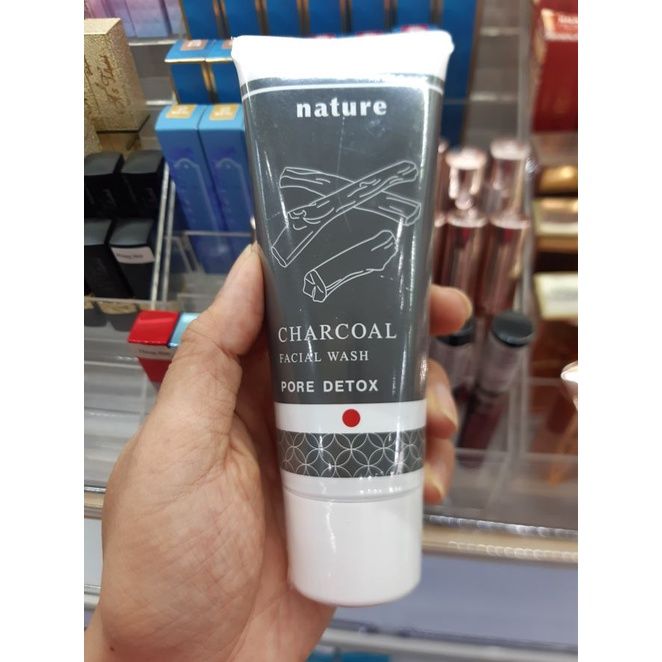 nature
CHARCOAL
FACIAL WASH
PORE DETOX